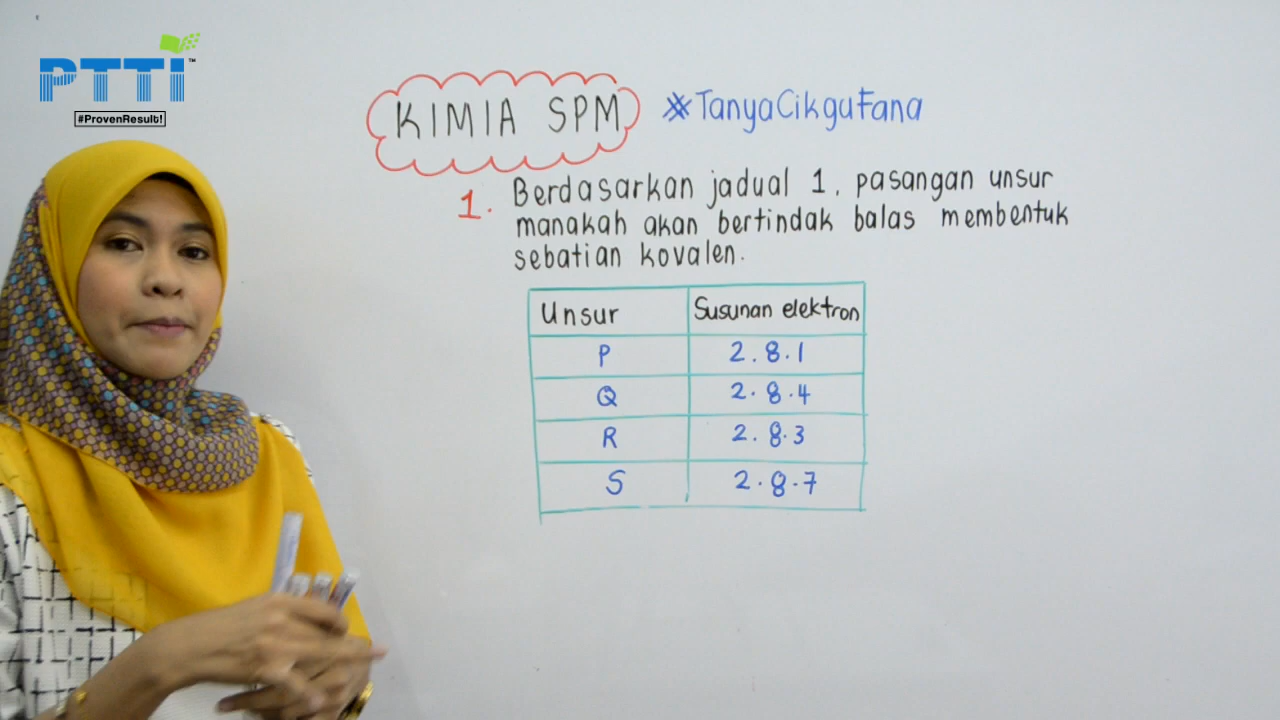 PTTI™
#ProvenResult!
KIMIA SPM #TanyaCikguFana
1. Berdasarkan jadual 1, pasangan unsur
manakah akan bertindak balas membentuk
sebatian kovalen.
Unsur Susunan elektron
P 2.8.1
Q 2.8.4
R 2.8.3
S 2.8.7